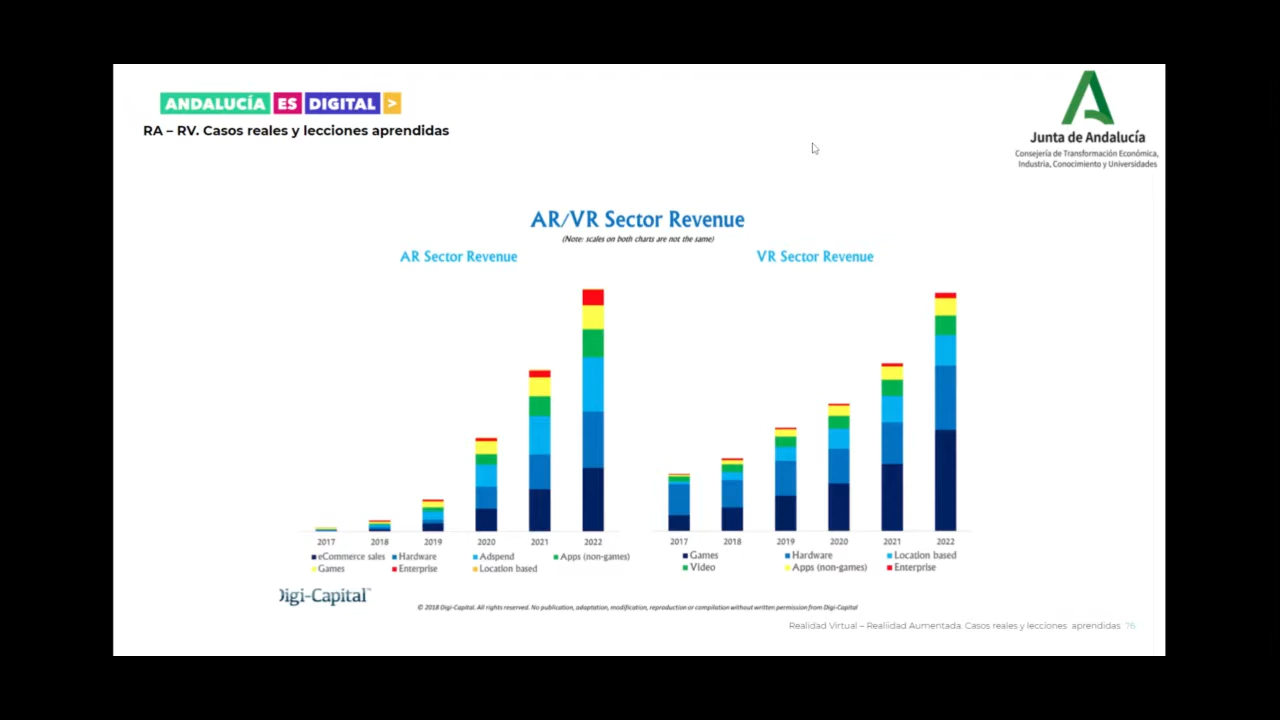 ANDALUCÍA ES DIGITAL >
RA – RV. Casos reales y lecciones aprendidas
Junta de Andalucía
Consejería de Transformación Económica,
Industria, Conocimiento y Universidades
AR/VR Sector Revenue
(Note: scales on both charts are not the same)
AR Sector Revenue
2017 2018 2019 2020 2021 2022
eCommerce sales Hardware Adspend Apps (non-games)
Games Enterprise Location based
VR Sector Revenue
2017 2018 2019 2020 2021 2022
Games Hardware Location based
Video Apps (non-games) Enterprise
Digi-Capital™
© 2018 Digi-Capital. All rights reserved. No publication, adaptation, modification, reproduction or compilation without written permission from Digi-Capital
Realidad Virtual – Realiidad Aumentada. Casos reales y lecciones aprendidas 76